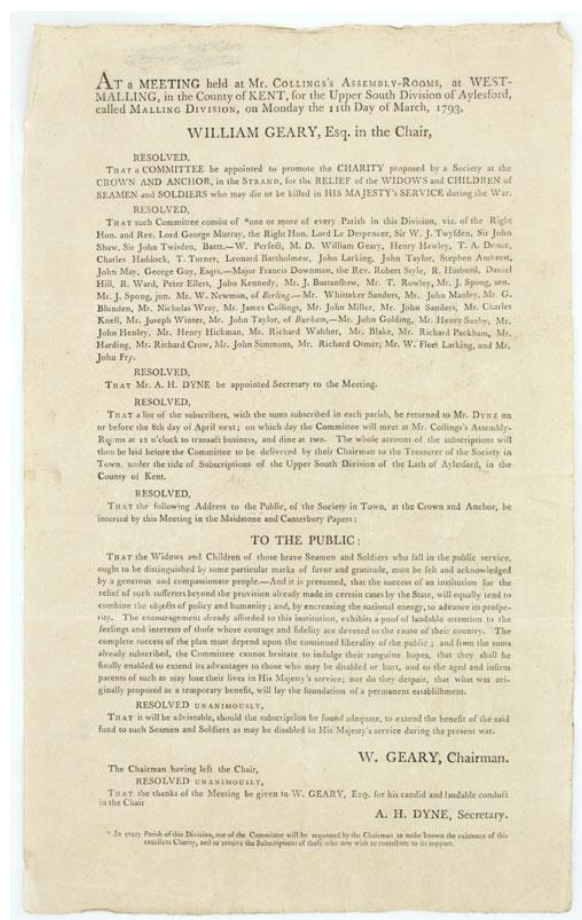 AT a MEETING held at Mr. COLLINGS's ASSEMBLY-ROOMS, at WEST-
MALLING, in the County of KENT, for the Upper South Division of Aylesford,
called MALLING DIVISION, on Monday the 11th Day of March, 1793,
WILLIAM GEARY, Esq. in the Chair,
RESOLVED,
THAT a COMMITTEE be appointed to promote the CHARITY proposed by a Society at the
CROWN AND ANCHOR, in the STRAND, for the RELIEF of the WIDOWS and CHILDREN of
SEAMEN and SOLDIERS who may die or be killed in HIS MAJESTY's SERVICE during the War.
RESOLVED,
THAT such Committee consist of *one or more of every Parish in this Division, viz. of the Right
Hon. and Rev. Lord George Murray, the Right Hon. Lord Le Despencer, Sir W. J. Twysden, Sir John
Shaw, Sir John Twisden, Barts.—W. Perfect, M. D. William Geary, Henry Hawley, T. A.
Charles Haddock, T. Turner, Leonard Bartholomew, John Larking, John Taylor, Stephen Amherst,
John May, George Guy, Esqrs.—Major Francis Downman, the Rev. Robert Style, R. Husband, Daniel
Hill, R. Ward, Peter Ellers, John Kennedy, Mr. J. Mr. T. Rowley, Mr. J. Spong, sen.
Mr. J. Spong, jun. Mr. W. Newman, of Birling.—Mr. Whittaker Sanders, Mr. John Manley, Mr. G.
Blunden, Mr. Nicholas Wray, Mr. James Collings, Mr. John Miller, Mr. John Sanders, Mr. Charles
Knell, Mr. Joseph Winter, Mr. John Taylor, of Burham,—Mr. John Golding, Mr. Henry Saxby, Mr.
John Henley, Mr. Henry Hickman, Mr. Richard Walther, Mr. Blake, Mr. Richard Packham, Mr.
Harding, Mr. Richard Crow, Mr. John Simmons, Mr. Richard Osmer, Mr. W. Fleet Larking, and Mr.
John Fry.
RESOLVED,
THAT Mr. A. H. DYNE be appointed Secretary to the Meeting.
RESOLVED,
THAT a list of the subscribers, with the sums subscribed in each parish, be returned to Mr. DYNE on
or before the 8th day of April next; on which day the Committee will meet at Mr. Collings's Assembly-
Rooms at 12 o'clock to transact business, and dine at two. The whole account of the subscriptions will
then be laid before the Committee to be delivered by their Chairman to the Treasurer of the Society in
Town, under the title of Subscriptions of the Upper South Division of the Lath of Aylesford, in the
County of Kent.
RESOLVED,
THAT the following Address to the Public, of the Society in Town, at the Crown and Anchor, be
inserted by this Meeting in the Maidstone and Canterbury Papers:
TO THE PUBLIC:
THAT the Widows and Children of those brave Seamen and Soldiers who fall in the public service,
ought to be distinguished by some particular marks of favor and gratitude, must be felt and acknowledged
by a generous and compassionate people.—And it is presumed, that the success of an institution for the
relief of such sufferers beyond the provision already made in certain cases by the State, will equally tend to
combine the objects of policy and humanity; and, by encreasing the national energy, to advance its prospe-
rity. The encouragement already afforded to this institution, exhibits a proof of laudable attention to the
feelings and interests of those whose courage and fidelity are devoted to the cause of their country. The
complete success of the plan must depend upon the continued liberality of the public; and from the sums
already subscribed, the Committee cannot hesitate to indulge their sanguine hopes, that they shall be
finally enabled to extend its advantages to those who may be disabled or hurt, and to the aged and infirm
parents of such as may lose their lives in His Majesty's service; nor do they despair, that what was ori-
ginally proposed as a temporary benefit, will lay the foundation of a permanent establishment.
RESOLVED UNANIMOUSLY,
THAT it will be adviseable, should the subscription be found adequate, to extend the benefit of the said
fund to such Seamen and Soldiers as may be disabled in His Majesty's service during the present war.
W. GEARY, Chairman.
The Chairman having left the Chair,
RESOLVED UNANIMOUSLY,
THAT the thanks of the Meeting be given to W. GEARY, Esq. for his candid and laudable conduct
in the Chair
A. H. DYNE, Secretary.
* In every Parish of this Division, one of the Committee will be requested by the Chairman to make known the existence of this
excellent Charity, and to receive the Subscriptions of those who may wish to contribute to its support.